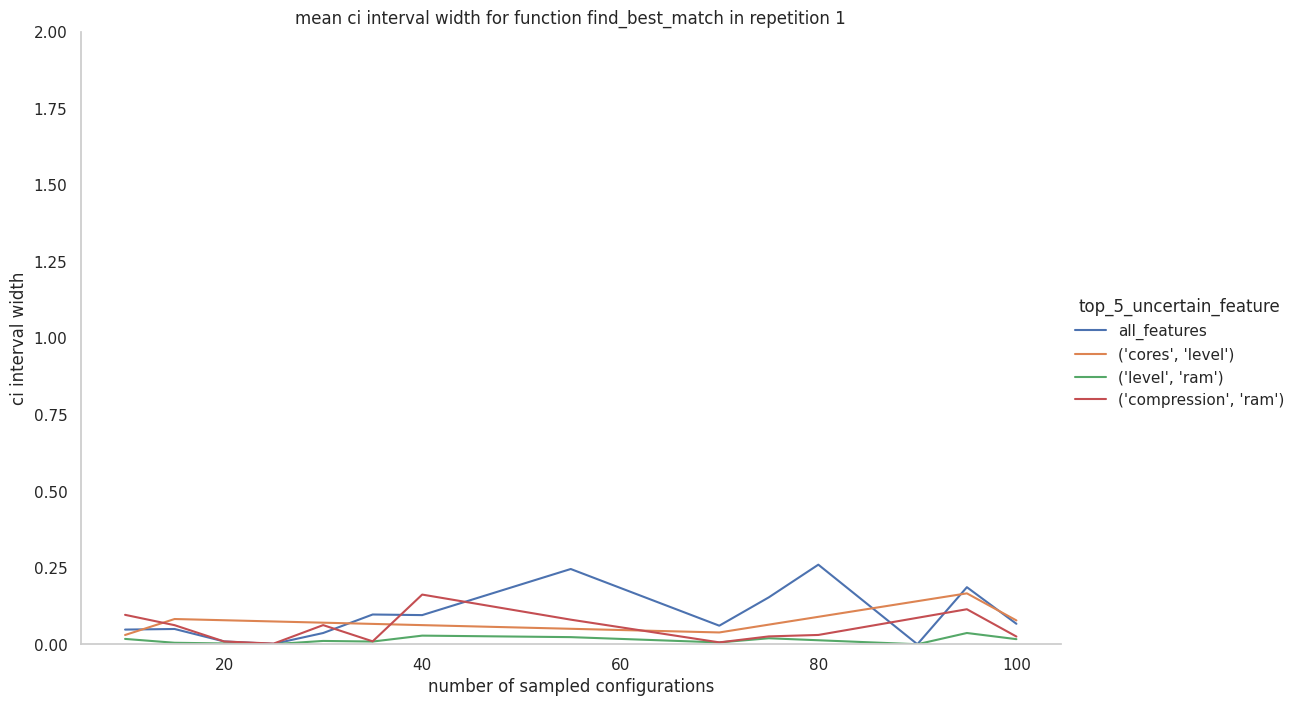 mean ci interval width for function find_best_match in repetition 1
2.00
1.75
1.50
1.25
1.00
0.75
0.50
0.25
0.00
ci interval width
20 40 60 80 100
number of sampled configurations
top_5_uncertain_feature
all_features
('cores', 'level')
('level', 'ram')
('compression', 'ram')